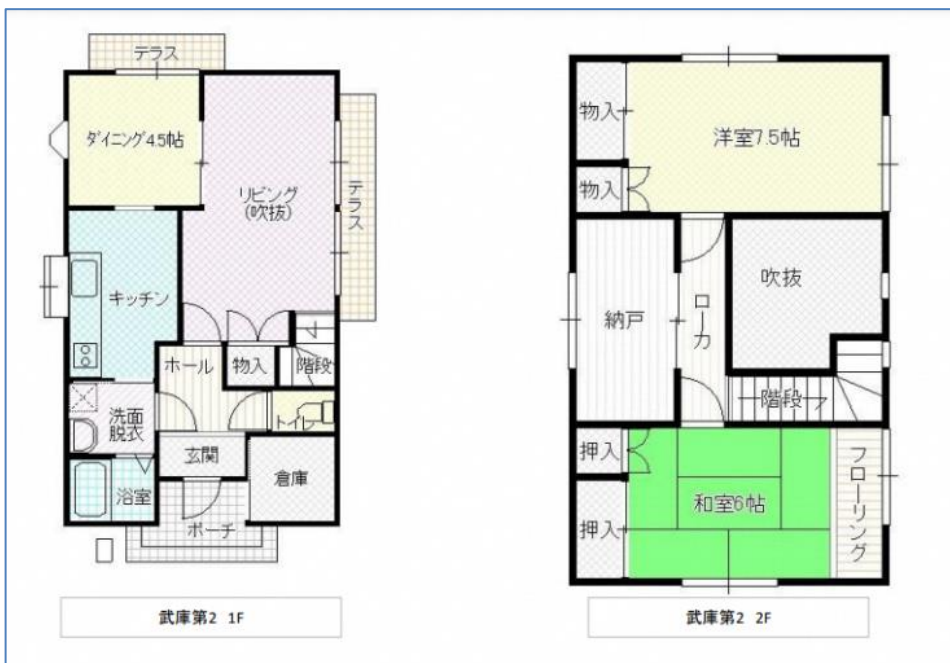 テラス
ダイニング4.5帖
リビング
(吹抜)
テラス
キッチン
ホール
物入
階段
洗面
脱衣
トイレ
玄関
倉庫
浴室
ポーチ
武庫第2 1F
物入
洋室7.5帖
物入
吹抜
納戸
ローカ
階段
押入
和室6帖
フローリング
押入
武庫第2 2F